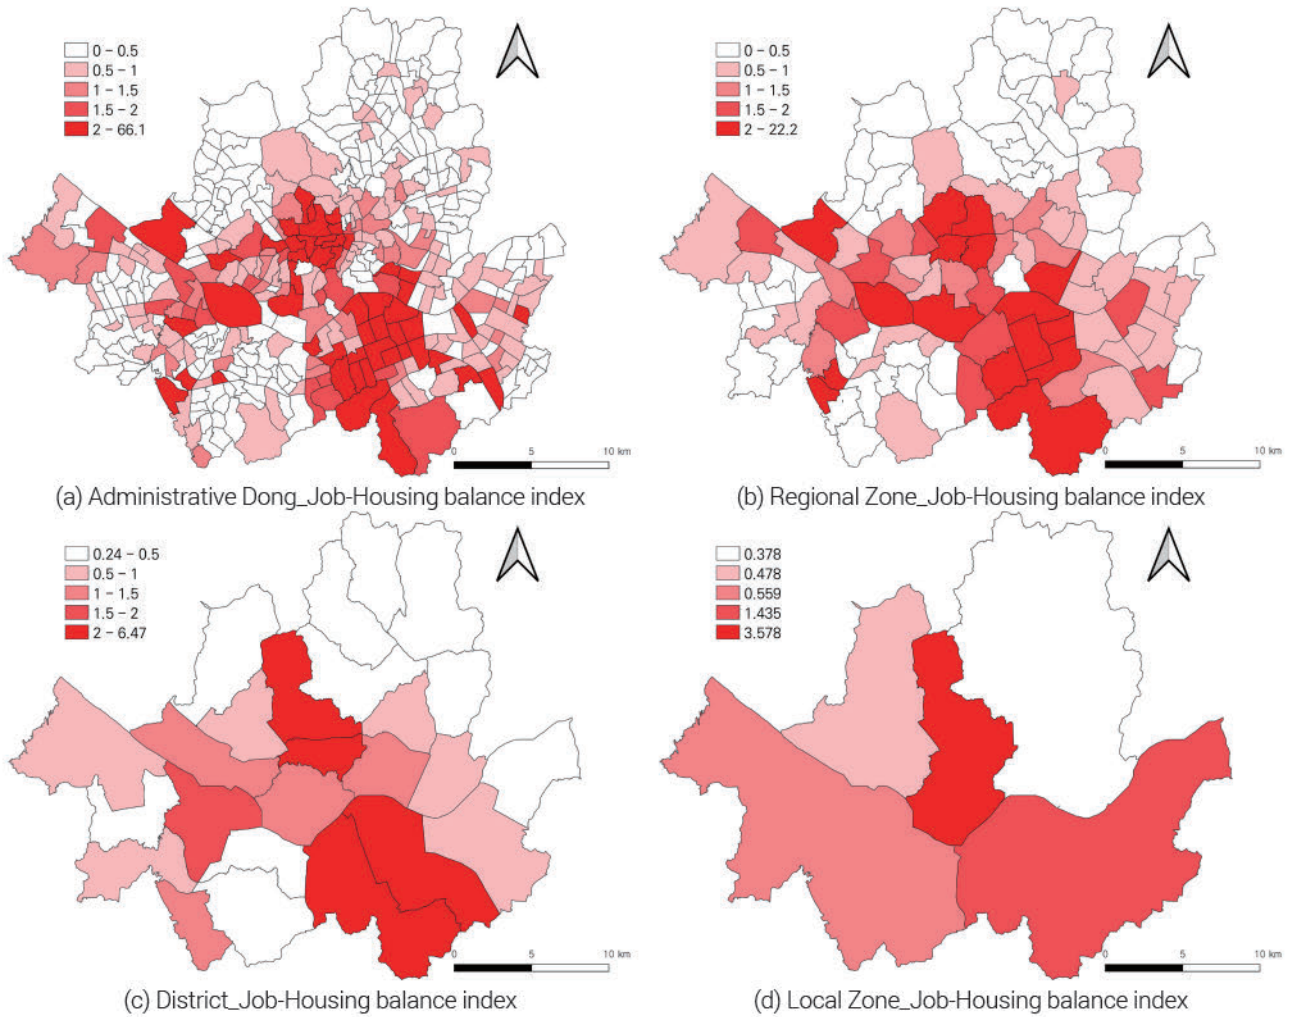 0 – 0.5
0.5 – 1
1 – 1.5
1.5 – 2
2 – 66.1
0 5 10 km
(a) Administrative Dong_Job-Housing balance index
0 – 0.5
0.5 – 1
1 – 1.5
1.5 – 2
2 – 22.2
0 5 10 km
(b) Regional Zone_Job-Housing balance index
0.24 – 0.5
0.5 – 1
1 – 1.5
1.5 – 2
2 – 6.47
0 5 10 km
(c) District_Job-Housing balance index
0.378
0.478
0.559
1.435
3.578
0 5 10 km
(d) Local Zone_Job-Housing balance index